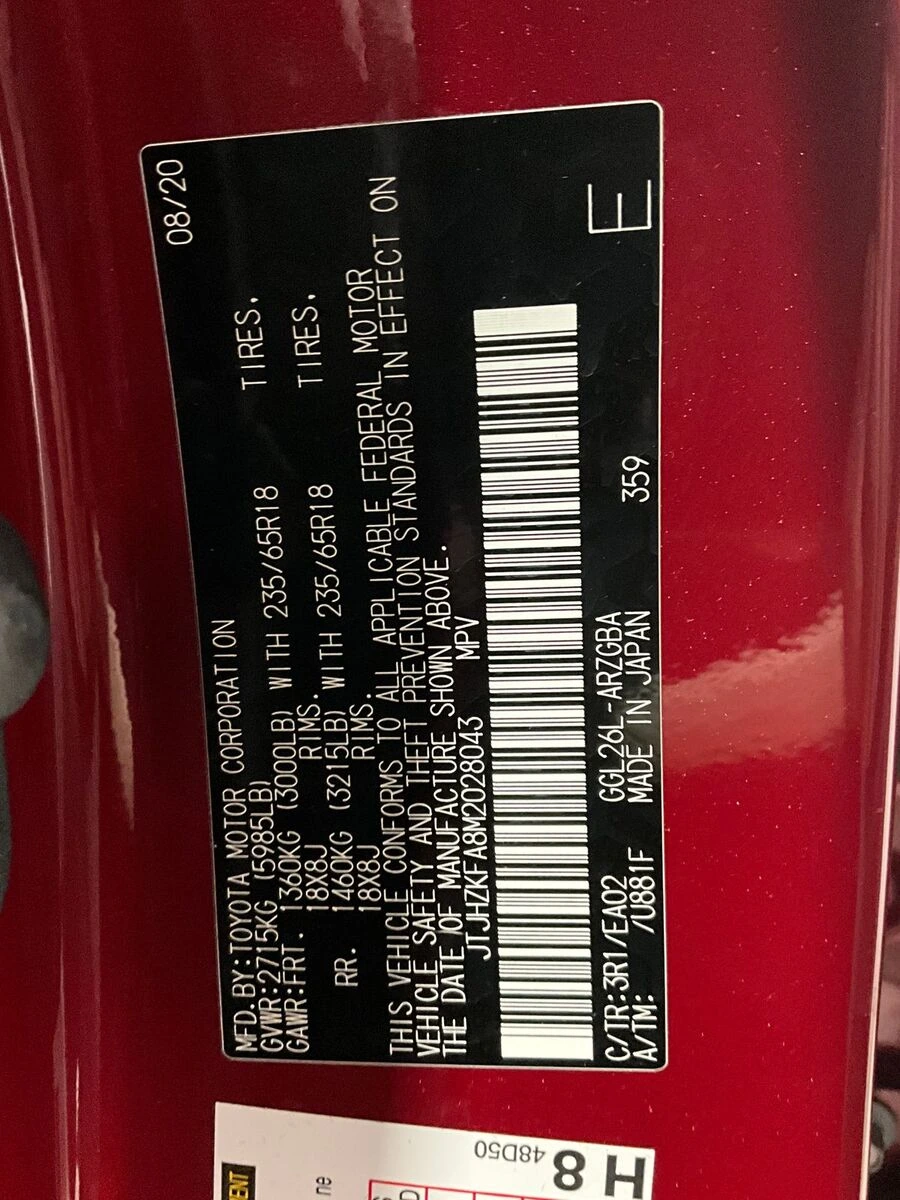 08/20
MFD.BY:TOYOTA MOTOR CORPORATION
GVWR:2715KG (5985LB)
GAWR:FRT. 1360KG (3000LB) WITH 235/65R18 TIRES.
18X8J RIMS.
RR. 1460KG (3215LB) WITH 235/65R18 TIRES.
18X8J RIMS.
THIS VEHICLE CONFORMS TO ALL APPLICABLE FEDERAL MOTOR
VEHICLE SAFETY AND THEFT PREVENTION STANDARDS IN EFFECT ON
THE DATE OF MANUFACTURE SHOWN ABOVE.
JTJHZKFA8M2028043 MPV
C/TR:3R1/EA02 GGL26L-ARZGBA
A/TM: /U881F MADE IN JAPAN 359
E
H 8
48D50